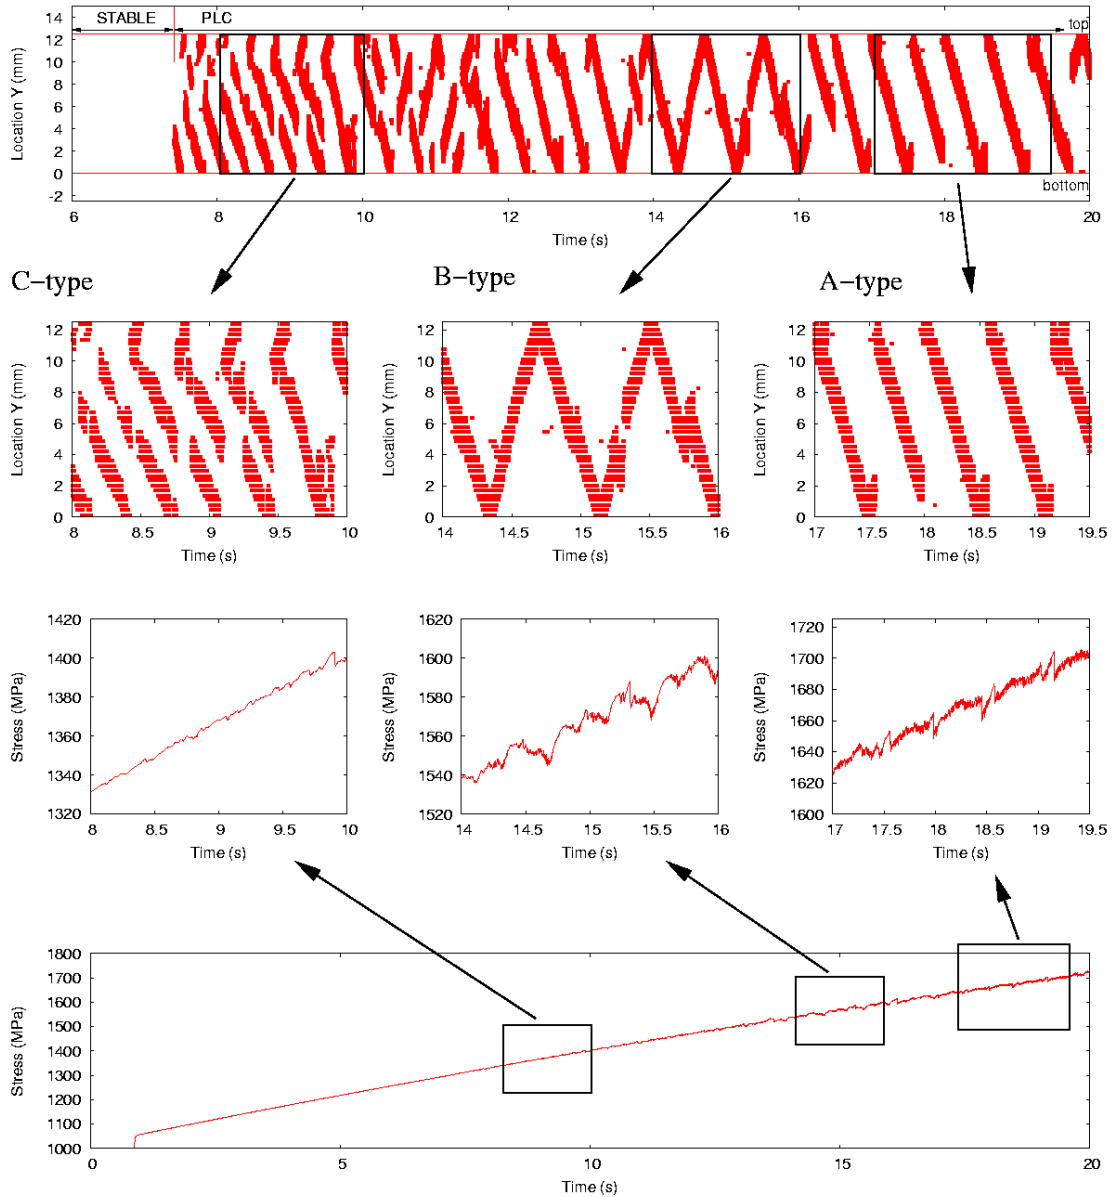 STABLE PLC
top
Location Y (mm)
14
12
10
8
6
4
2
0
-2
bottom
6 8 10 12 14 16 18 20
Time (s)
C-type B-type A-type
Location Y (mm)
12
10
8
6
4
2
0
8 8.5 9 9.5 10
Time (s)
Location Y (mm)
12
10
8
6
4
2
0
14 14.5 15 15.5 16
Time (s)
Location Y (mm)
12
10
8
6
4
2
0
17 17.5 18 18.5 19 19.5
Time (s)
Stress (MPa)
1420
1400
1380
1360
1340
1320
8 8.5 9 9.5 10
Time (s)
Stress (MPa)
1620
1600
1580
1560
1540
1520
14 14.5 15 15.5 16
Time (s)
Stress (MPa)
1720
1700
1680
1660
1640
1620
1600
17 17.5 18 18.5 19 19.5
Time (s)
Stress (MPa)
1800
1700
1600
1500
1400
1300
1200
1100
1000
0 5 10 15 20
Time (s)